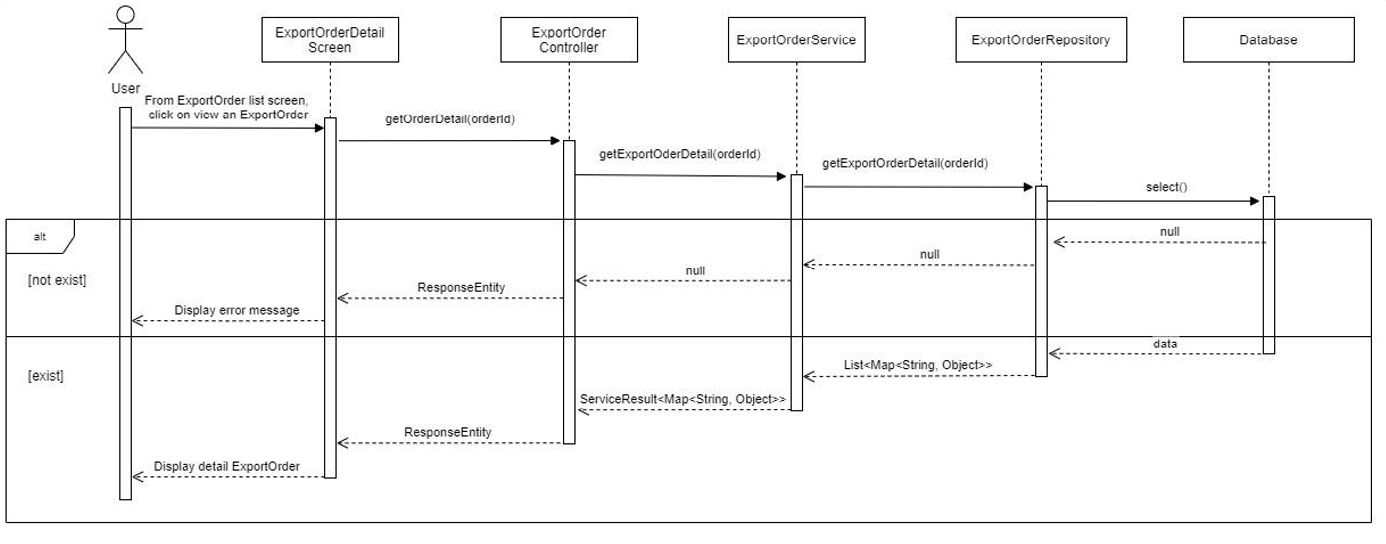 ExportOrderDetail
Screen
ExportOrder
Controller
ExportOrderService
ExportOrderRepository
Database
User
From ExportOrder list screen,
click on view an ExportOrder
getOrderDetail(orderId)
getExportOderDetail(orderId)
getExportOrderDetail(orderId)
select()
alt
null
null
null
[not exist]
ResponseEntity
Display error message
data
[exist]
List<Map<String, Object>>
ServiceResult<Map<String, Object>>
ResponseEntity
Display detail ExportOrder